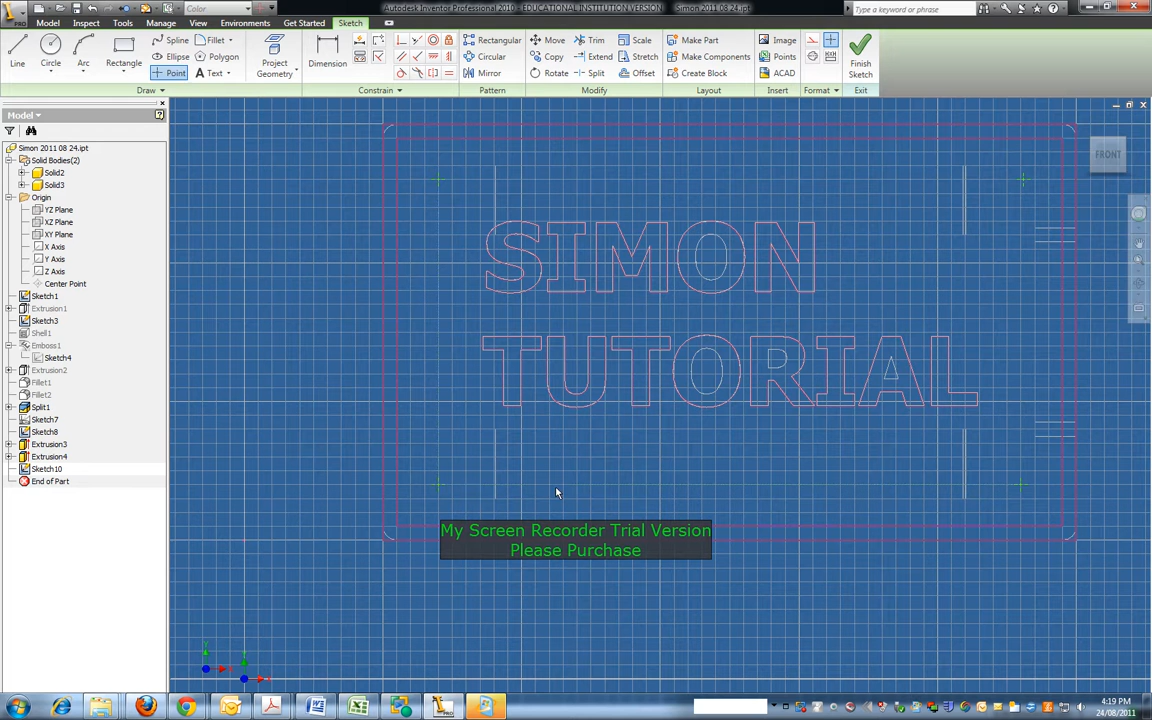 Color
Autodesk Inventor Professional 2010 - EDUCATIONAL INSTITUTION VERSION Simon 2011 08 24.ipt
Type a keyword or phrase
PRO
Model Inspect Tools Manage View Environments Get Started Sketch
Line Circle Arc Rectangle
Spline Fillet
Ellipse Polygon
Point Text
Project Geometry
Dimension
Rectangular
Circular
Mirror
Move Trim Scale
Copy Extend Stretch
Rotate Split Offset
Make Part
Make Components
Create Block
Image
Points
ACAD
Finish Sketch
Draw Constrain Pattern Modify Layout Insert Format Exit
Model
Simon 2011 08 24.ipt
Solid Bodies(2)
Solid2
Solid3
Origin
YZ Plane
XZ Plane
XY Plane
X Axis
Y Axis
Z Axis
Center Point
Sketch1
Extrusion1
Sketch3
Shell1
Emboss1
Sketch4
Extrusion2
Fillet1
Fillet2
Split1
Sketch7
Sketch8
Extrusion3
Extrusion4
Sketch10
End of Part
FRONT
SIMON
TUTORIAL
My Screen Recorder Trial Version
Please Purchase
4:19 PM
24/08/2011